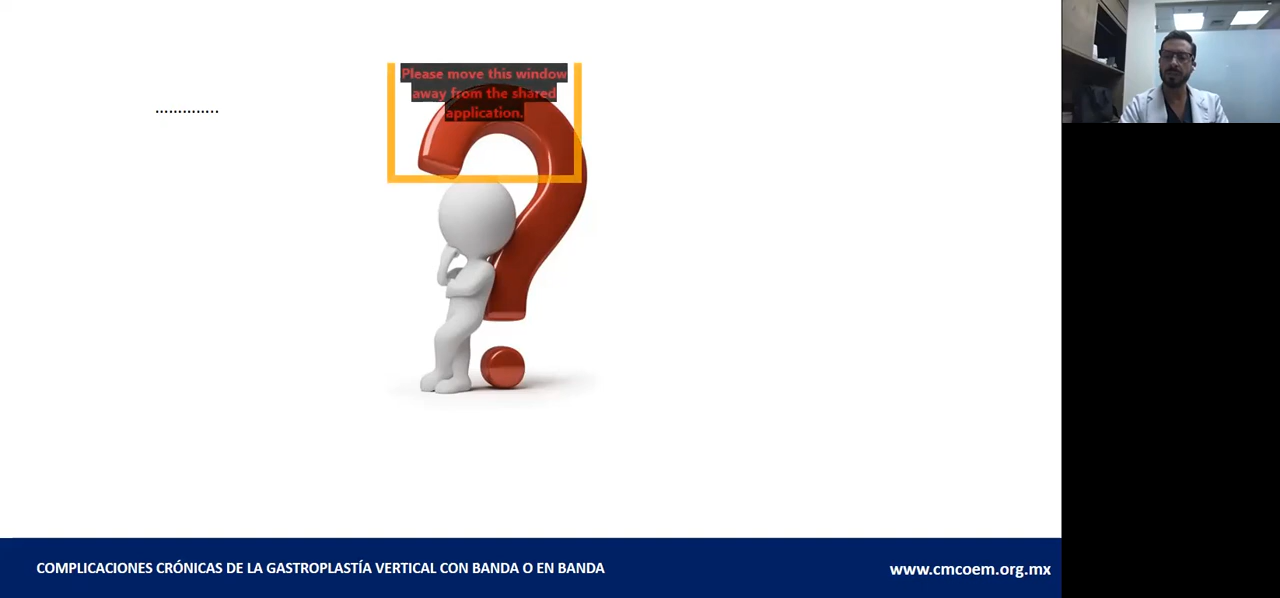 Please move this window
away from the shared
application.
..............
COMPLICACIONES CRÓNICAS DE LA GASTROPLASTÍA VERTICAL CON BANDA O EN BANDA
www.cmcoem.org.mx